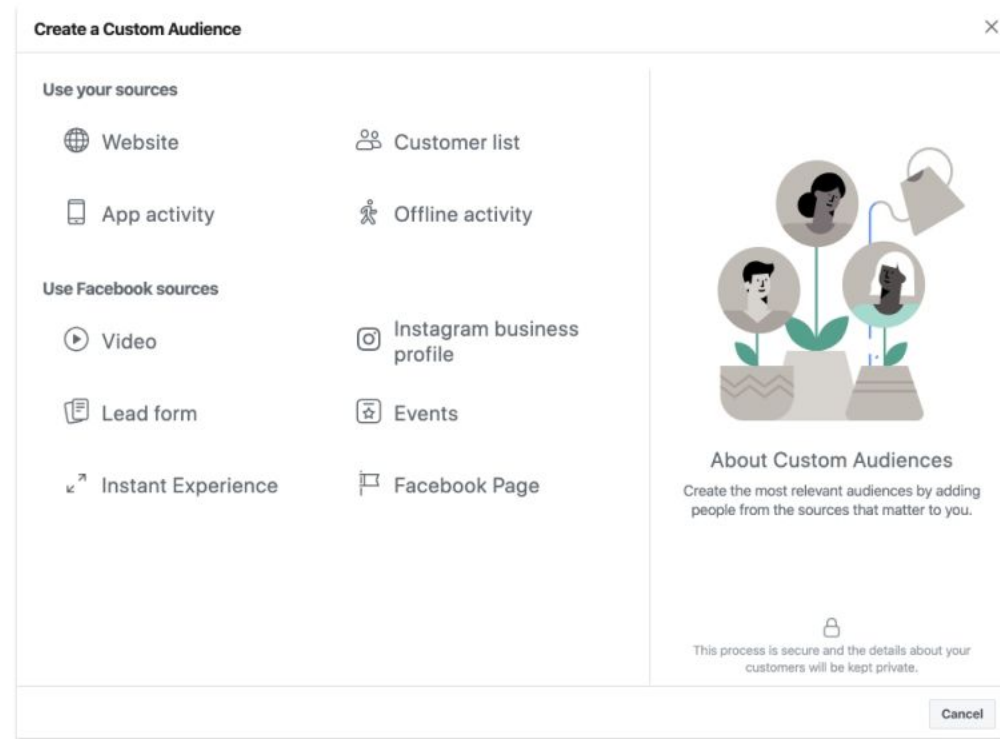 Create a Custom Audience
Use your sources
Website
Customer list
App activity
Offline activity
Use Facebook sources
Video
Instagram business
profile
Lead form
Events
Instant Experience
Facebook Page
About Custom Audiences
Create the most relevant audiences by adding
people from the sources that matter to you.
This process is secure and the details about your
customers will be kept private.
Cancel